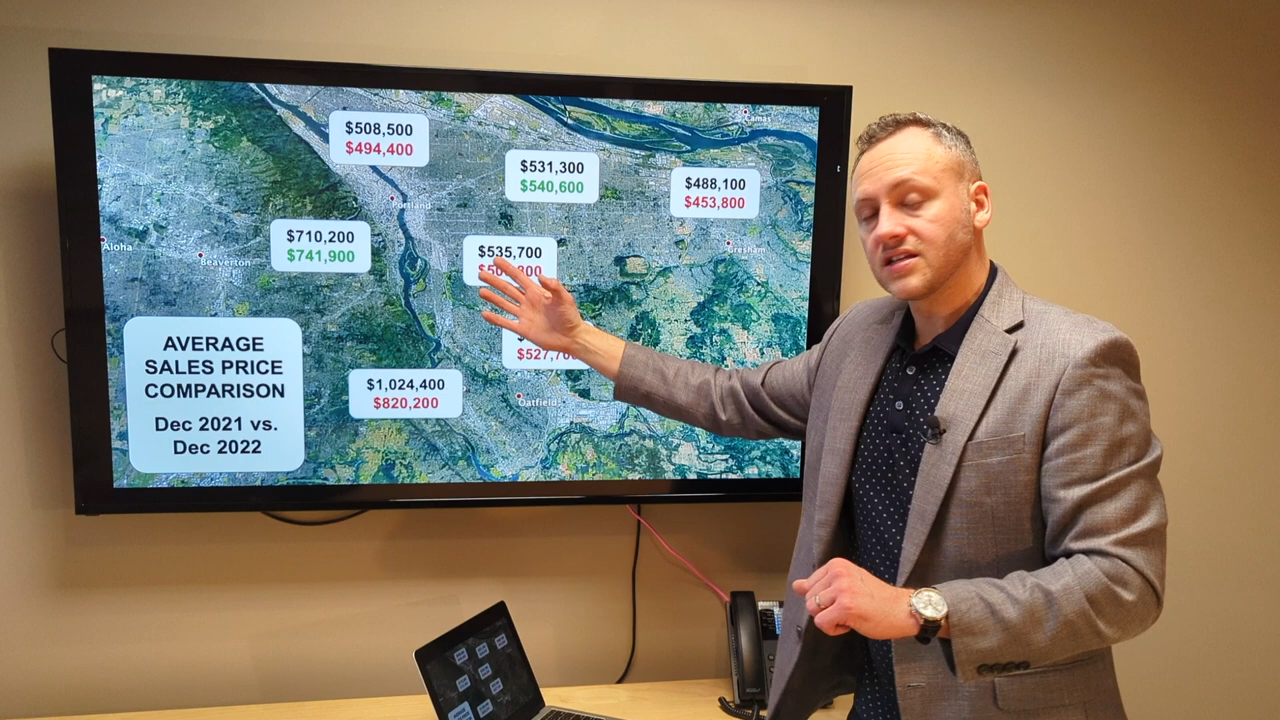 $508,500
$494,400
Camas
$531,300
$540,600
$488,100
$453,800
Portland
$710,200
$741,900
Aloha
Beaverton
$535,700
Gresham
AVERAGE
SALES PRICE
COMPARISON
Dec 2021 vs.
Dec 2022
$1,024,400
$820,200
Oatfield